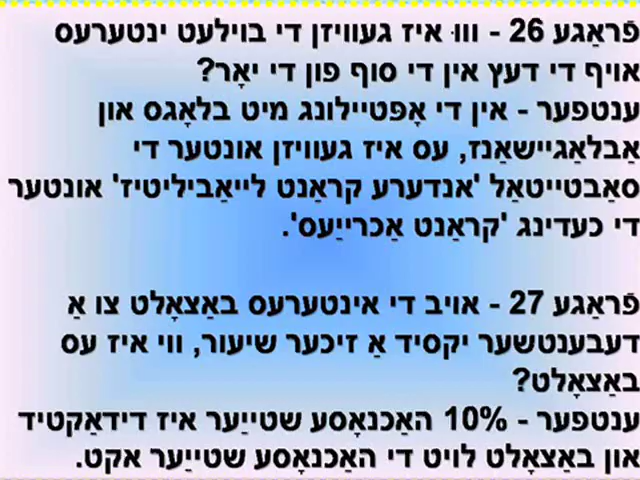 פֿראַגע 26 - ווּ איז געוויזן די בוילעט ינטערעס
אויף די דעץ אין די סוף פון די יאָר?
ענטפער - אין די אָפּטיילונג מיט בלאָגס און
אַבלאַגיישאַנז, עס איז געוויזן אונטער די
סאַבטייטאַל 'אנדערע קראַנט לייאַביליטיז' אונטער
די כעדינג 'קראַנט אַכרייַעס'.
פֿראַגע 27 - אויב די אינטערעס באַצאָלט צו אַ
דעבענטשער יקסיד אַ זיכער שיעור, ווי איז עס
באַצאָלט?
ענטפער - 10% האַכנאָסע שטייַער איז דידאַקטיד
און באַצאָלט לויט די האַכנאָסע שטייַער אקט.